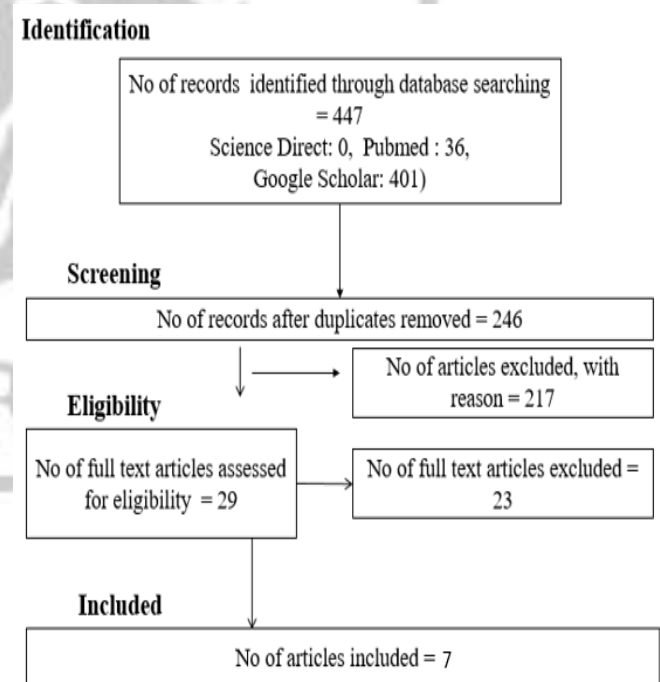 Identification
No of records identified through database searching
= 447
Science Direct: 0, Pubmed : 36,
Google Scholar: 401)
Screening
No of records after duplicates removed = 246
No of articles excluded, with
reason = 217
Eligibility
No of full text articles assessed
for eligibility = 29
No of full text articles excluded =
23
Included
No of articles included = 7